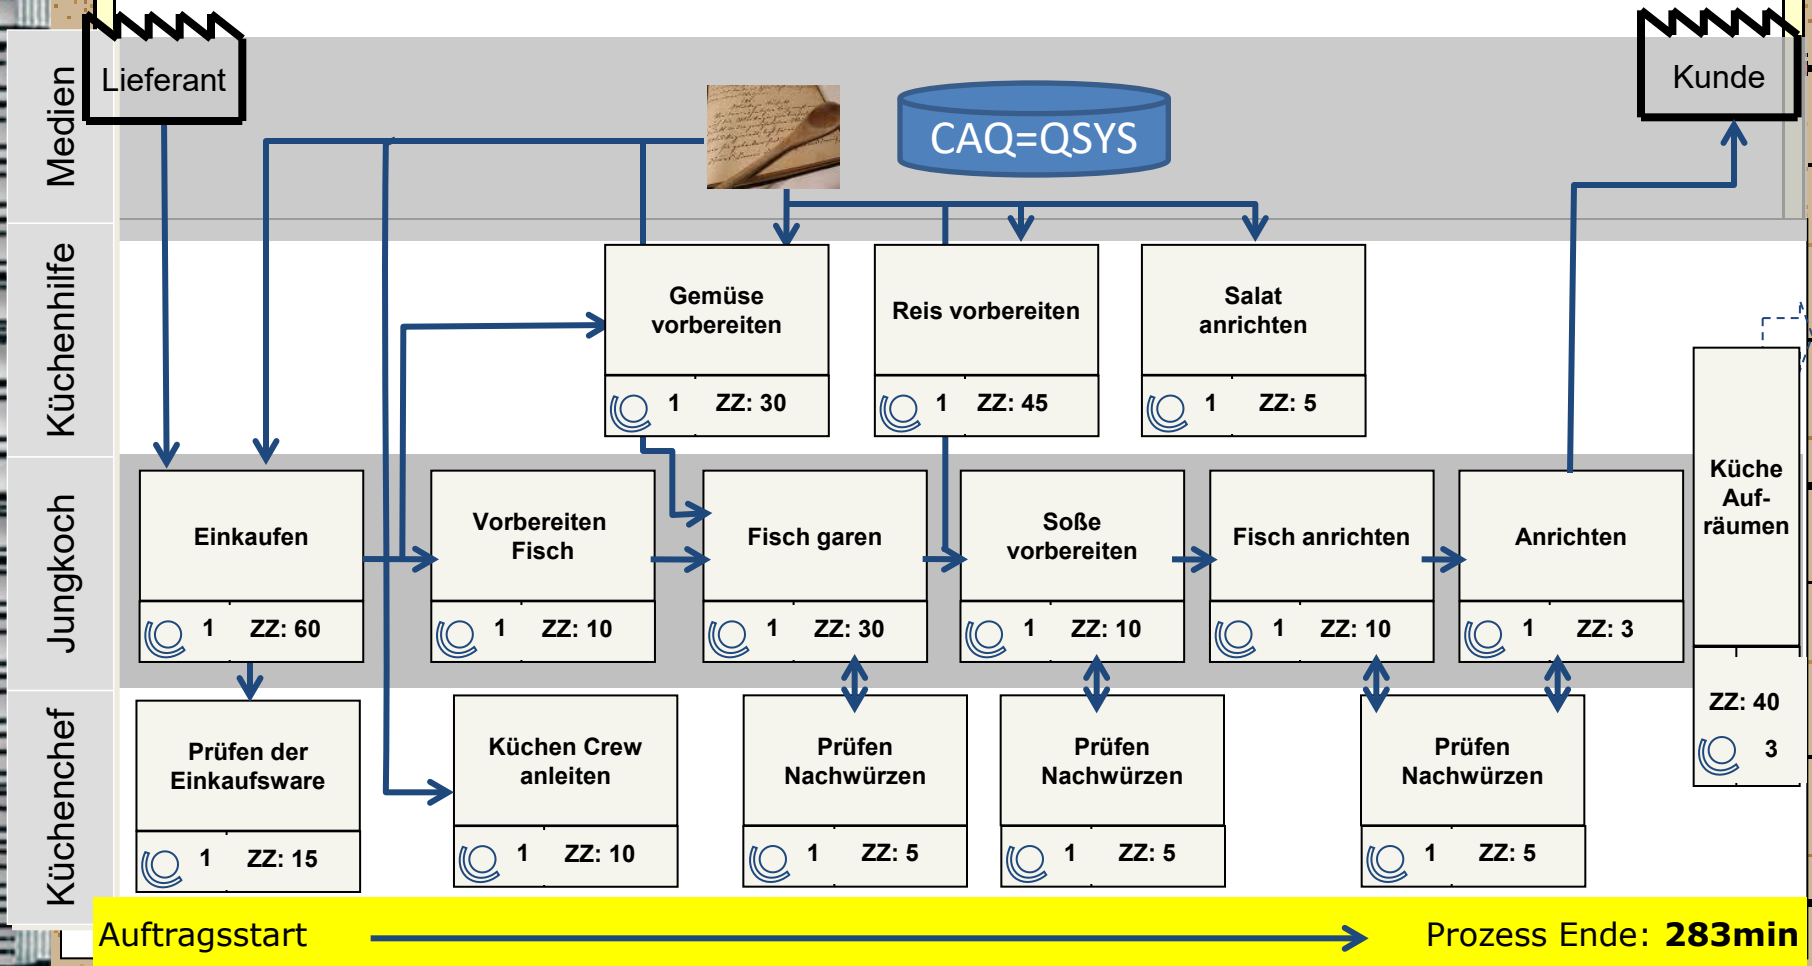 Lieferant
Kunde
Medien
CAQ=QSYS
Küchenhilfe
Gemüse
vorbereiten
1 ZZ: 30
Reis vorbereiten
1 ZZ: 45
Salat
anrichten
1 ZZ: 5
Küche
Auf-
räumen
ZZ: 40
3
Jungkoch
Einkaufen
1 ZZ: 60
Vorbereiten
Fisch
1 ZZ: 10
Fisch garen
1 ZZ: 30
Soße
vorbereiten
1 ZZ: 10
Fisch anrichten
1 ZZ: 10
Anrichten
1 ZZ: 3
Küchenchef
Prüfen der
Einkaufsware
1 ZZ: 15
Küchen Crew
anleiten
1 ZZ: 10
Prüfen
Nachwürzen
1 ZZ: 5
Prüfen
Nachwürzen
1 ZZ: 5
Prüfen
Nachwürzen
1 ZZ: 5
Auftragsstart
Prozess Ende: 283min